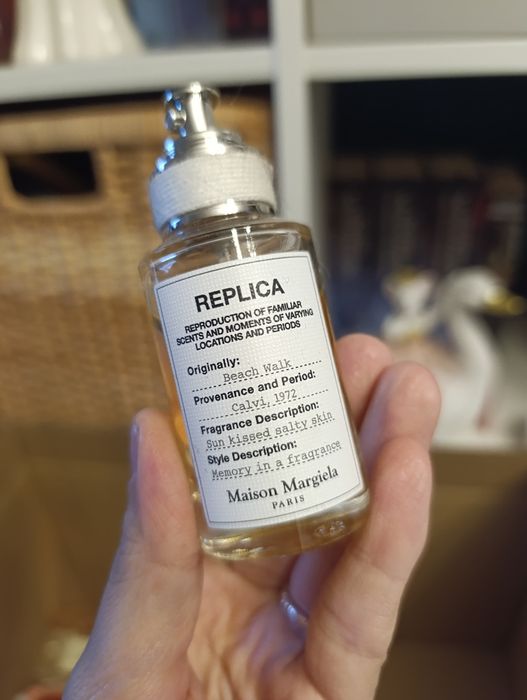 REPLICA
REPRODUCTION OF FAMILIAR
SCENTS AND MOMENTS OF VARYING
LOCATIONS AND PERIODS
Originally:
Beach Walk
Provenance and Period:
Calvi, 1972
Fragrance Description:
Sun kissed salty skin
Style Description:
Memory in a fragrance
Maison Margiela
PARIS